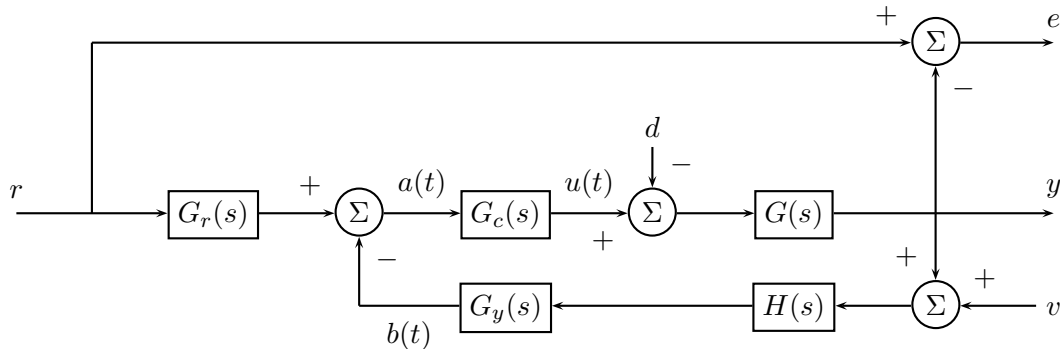 + Σ e
−
d
−
r G_r(s) + Σ a(t) G_c(s) u(t) + Σ G(s) y
−
+ +
b(t) G_y(s) H(s) Σ v